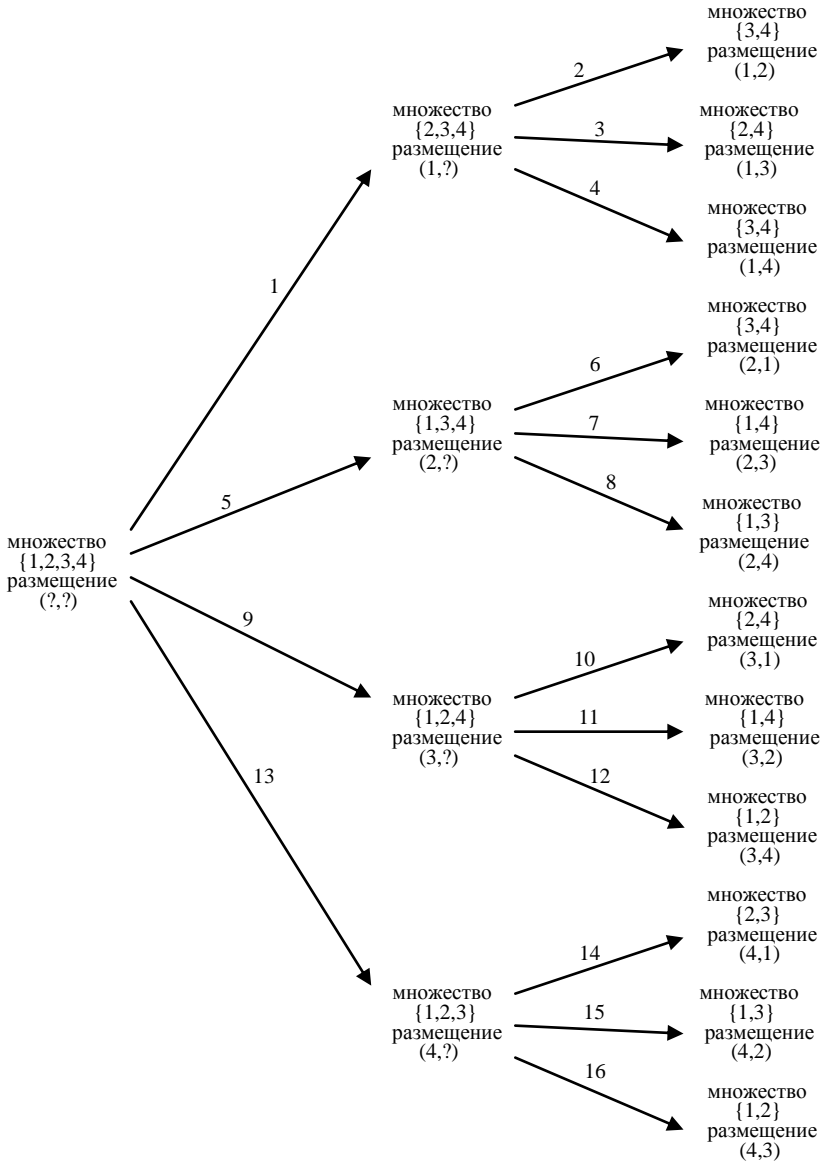 множество
{1,2,3,4}
размещение
(?,?)
1
5
9
13
множество
{2,3,4}
размещение
(1,?)
2
3
4
множество
{3,4}
размещение
(1,2)
множество
{2,4}
размещение
(1,3)
множество
{3,4}
размещение
(1,4)
множество
{1,3,4}
размещение
(2,?)
6
7
8
множество
{3,4}
размещение
(2,1)
множество
{1,4}
размещение
(2,3)
множество
{1,3}
размещение
(2,4)
множество
{1,2,4}
размещение
(3,?)
10
11
12
множество
{2,4}
размещение
(3,1)
множество
{1,4}
размещение
(3,2)
множество
{1,2}
размещение
(3,4)
множество
{1,2,3}
размещение
(4,?)
14
15
16
множество
{2,3}
размещение
(4,1)
множество
{1,3}
размещение
(4,2)
множество
{1,2}
размещение
(4,3)